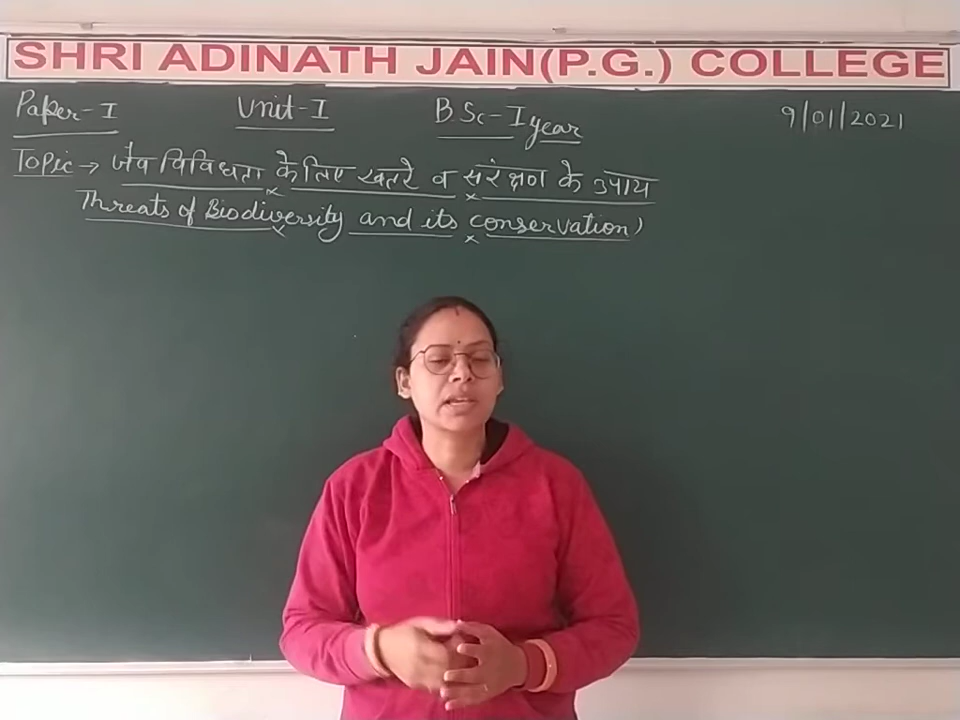 SHRI ADINATH JAIN(P.G.) COLLEGE
Paper-I Unit-I BSc-I year 9/01/2021
Topic → जैव विविधता के लिए खतरे व संरक्षण के उपाय
Threats of Biodiversity and its conservation)